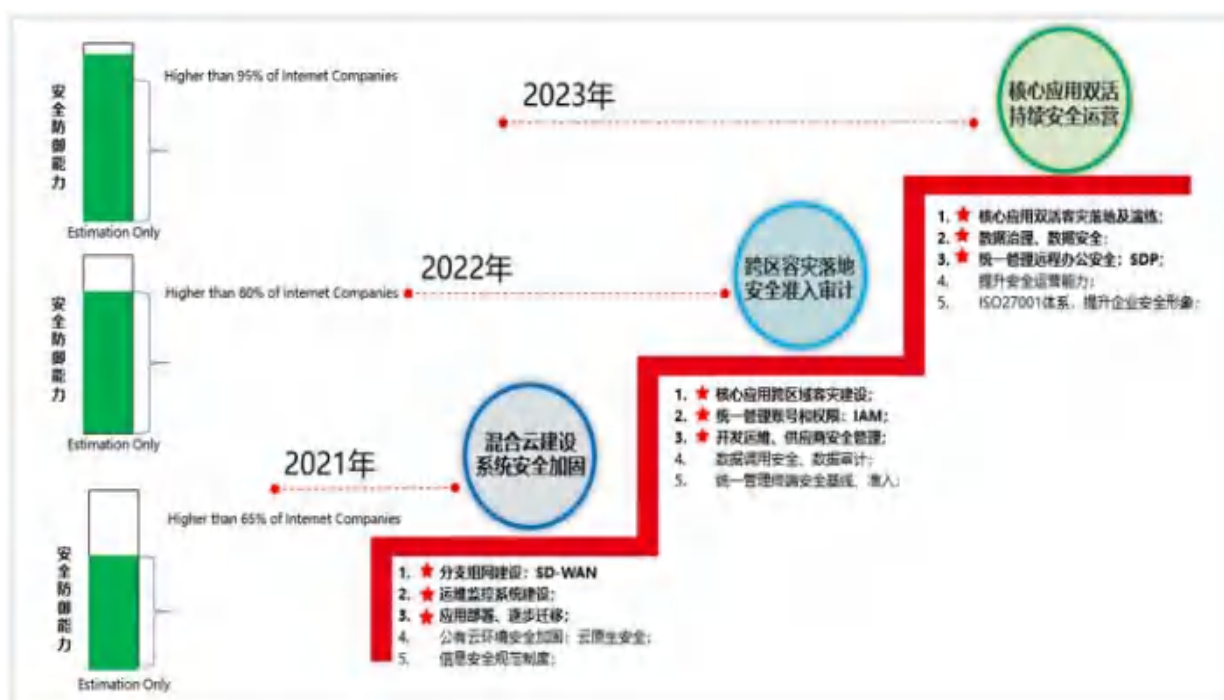 安全防御能力
Higher than 95% of Internet Companies
Estimation Only
2023年
核心应用双活
持续安全运营
1. ★ 核心应用双活容灾落地及演练;
2. ★ 数据治理、数据安全;
3. ★ 统一管理远程办公安全: SDP;
4. 提升安全运营能力;
5. ISO27001体系、提升企业安全形象;
安全防御能力
Higher than 80% of Internet Companies
Estimation Only
2022年
跨区容灾落地
安全准入审计
1. ★ 核心应用跨区域容灾建设;
2. ★ 统一管理账号和权限: IAM;
3. ★ 开发运维、供应商安全管理;
4. 数据调用安全、数据审计;
5. 统一管理终端安全基线、准入;
2021年
混合云建设
系统安全加固
Higher than 65% of Internet Companies
安全防御能力
Estimation Only
1. ★ 分支组网建设: SD-WAN
2. ★ 运维监控系统建设;
3. ★ 应用部署、逐步迁移;
4. 公有云环境安全加固: 云原生安全;
5. 信息安全规范制度;